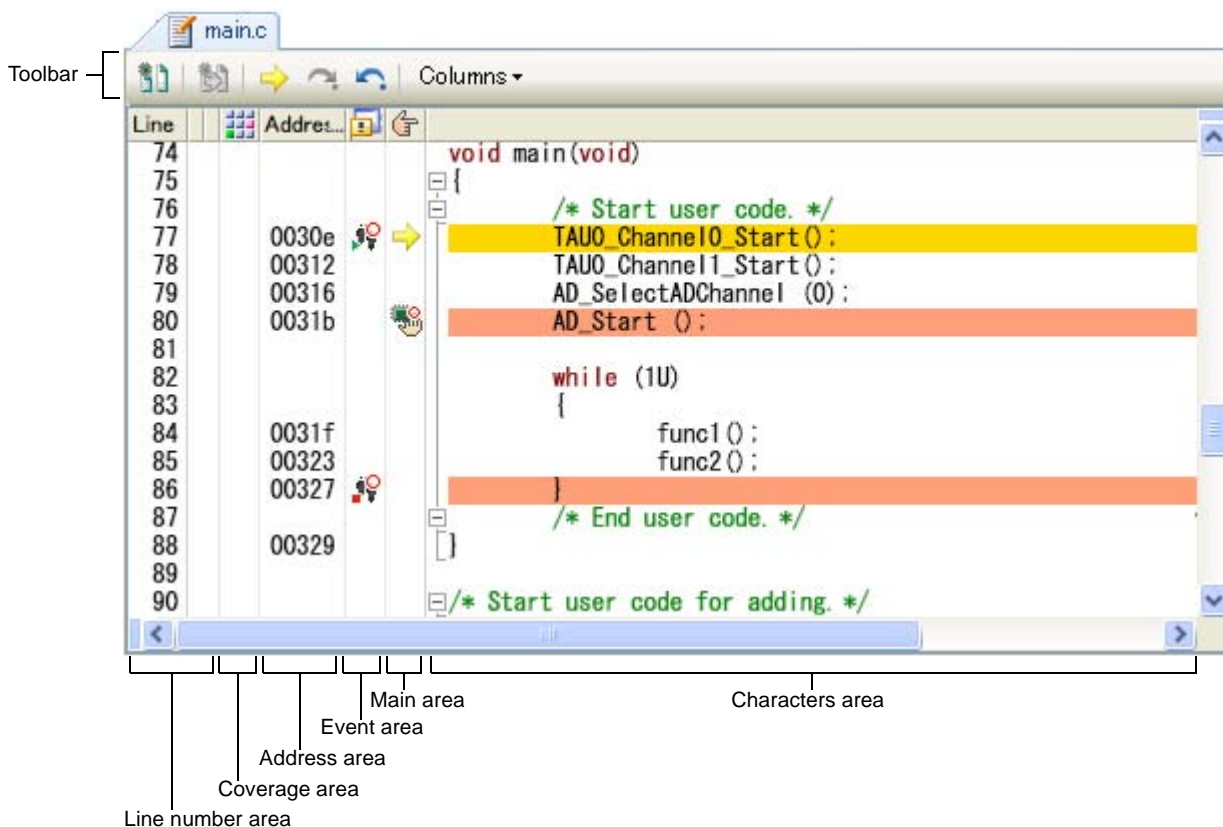 main.c
Toolbar
Columns
Line Addres...
74 void main(void)
75 {
76 /* Start user code. */
77 0030e TAU0_Channel0_Start();
78 00312 TAU0_Channel1_Start();
79 00316 AD_SelectADChannel (0);
80 0031b AD_Start ();
81
82 while (1U)
83 {
84 0031f func1();
85 00323 func2();
86 00327 }
87 /* End user code. */
88 00329 }
89
90 /* Start user code for adding. */
Main area
Characters area
Event area
Address area
Coverage area
Line number area